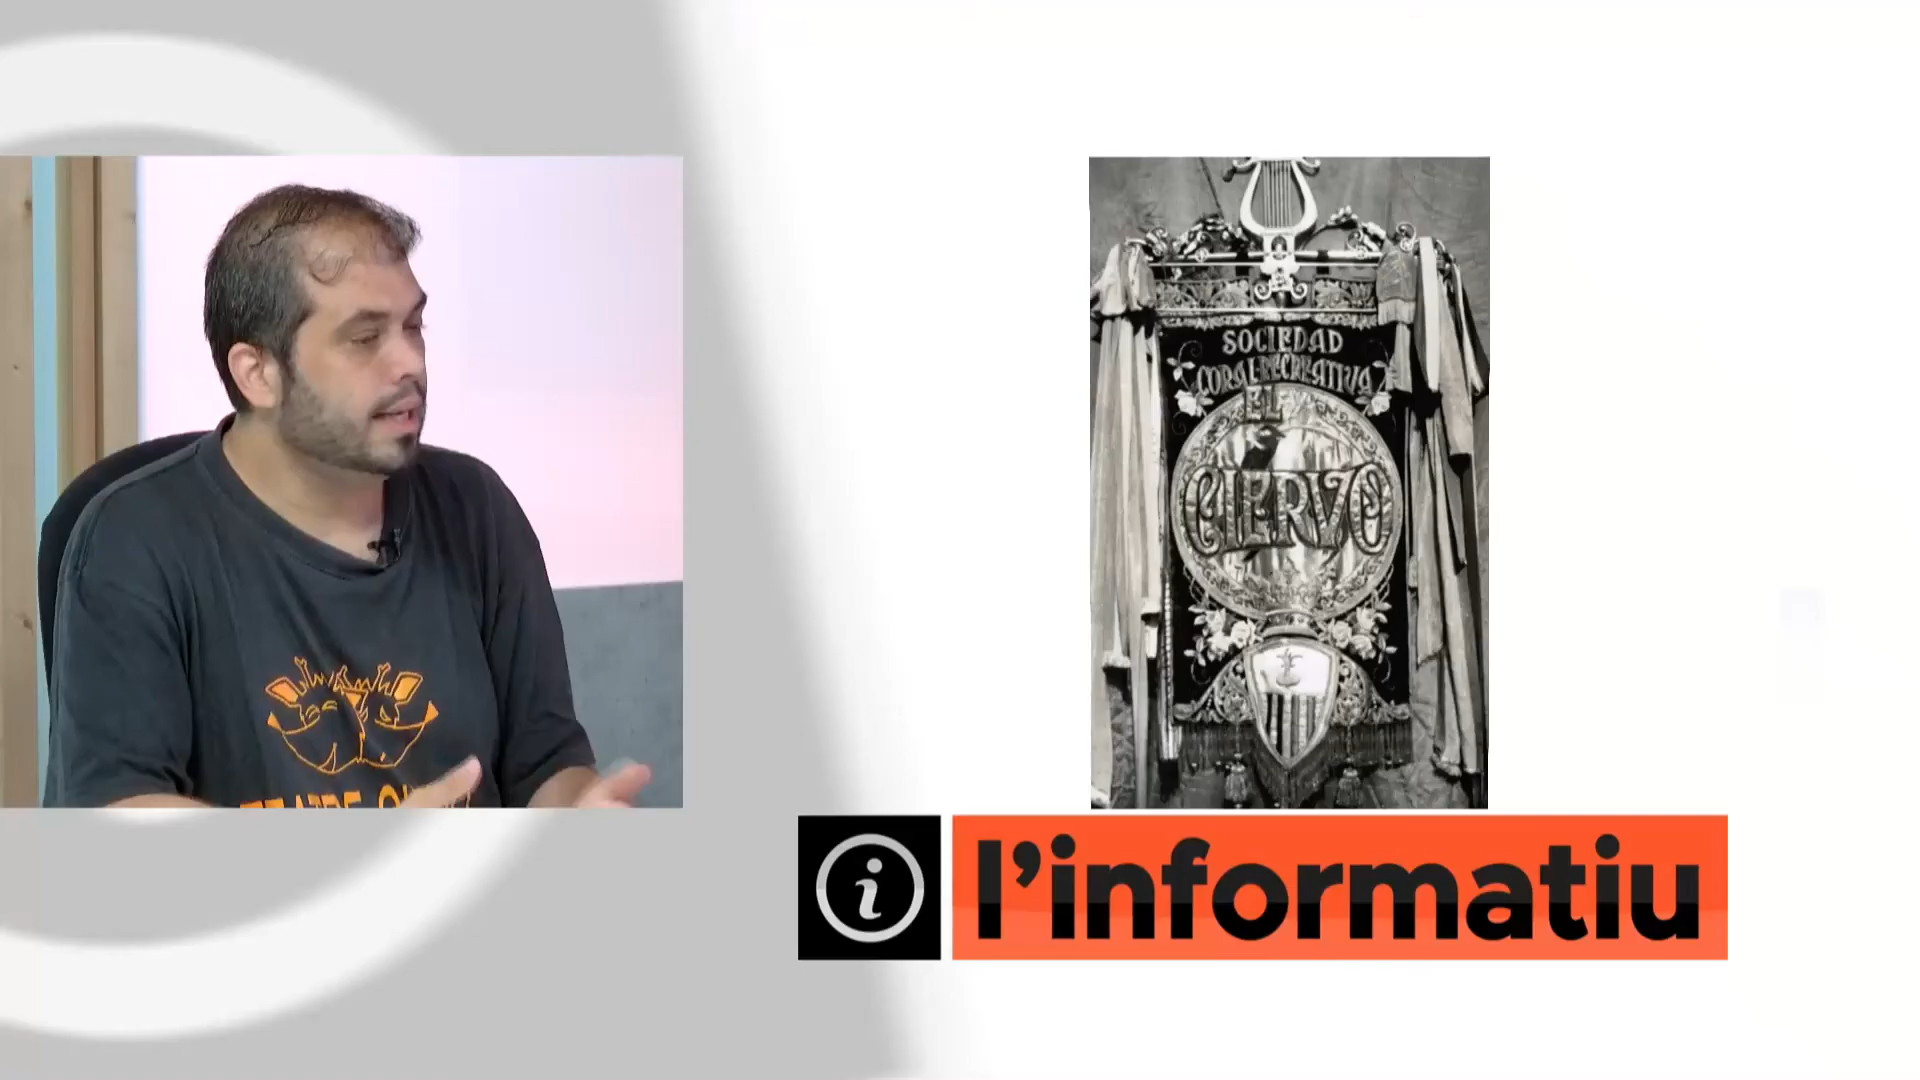 SOCIEDAD
CORAL-RECREATIVA
EL
CIERVO
l'informatiu